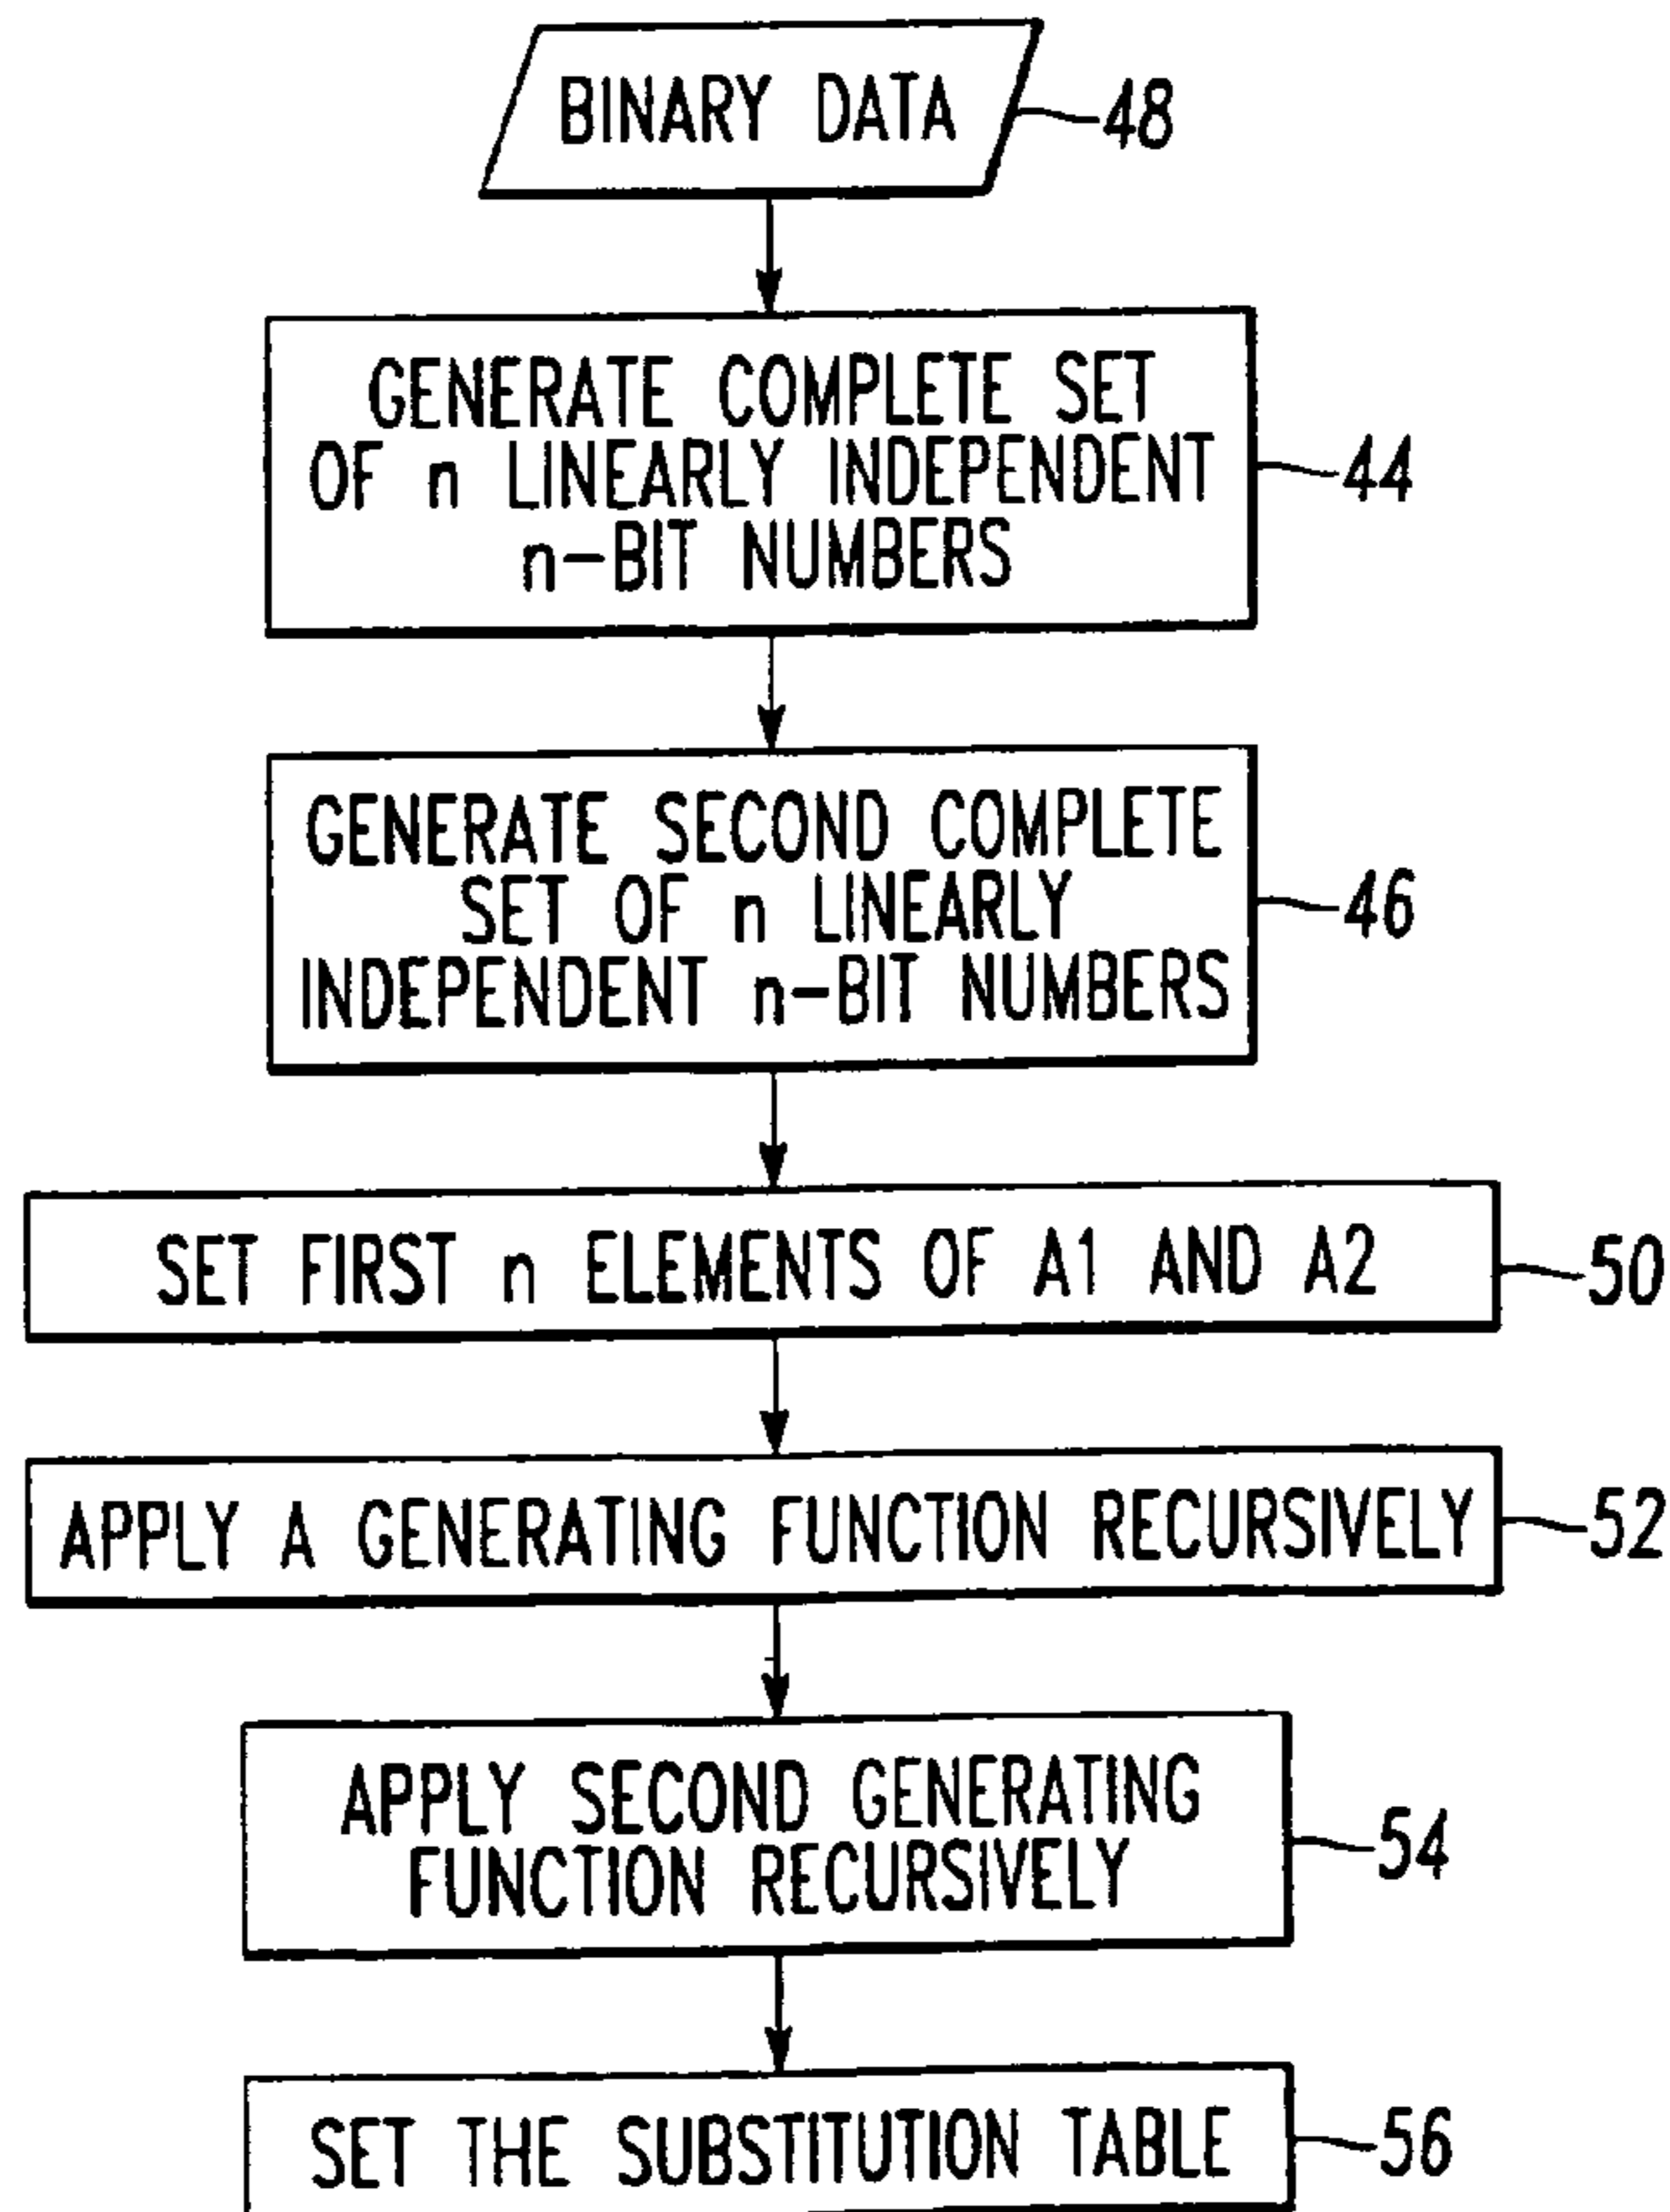 BINARY DATA
48
GENERATE COMPLETE SET
OF n LINEARLY INDEPENDENT
n-BIT NUMBERS
44
GENERATE SECOND COMPLETE
SET OF n LINEARLY
INDEPENDENT n-BIT NUMBERS
46
SET FIRST n ELEMENTS OF A1 AND A2
50
APPLY A GENERATING FUNCTION RECURSIVELY
52
APPLY SECOND GENERATING
FUNCTION RECURSIVELY
54
SET THE SUBSTITUTION TABLE
56